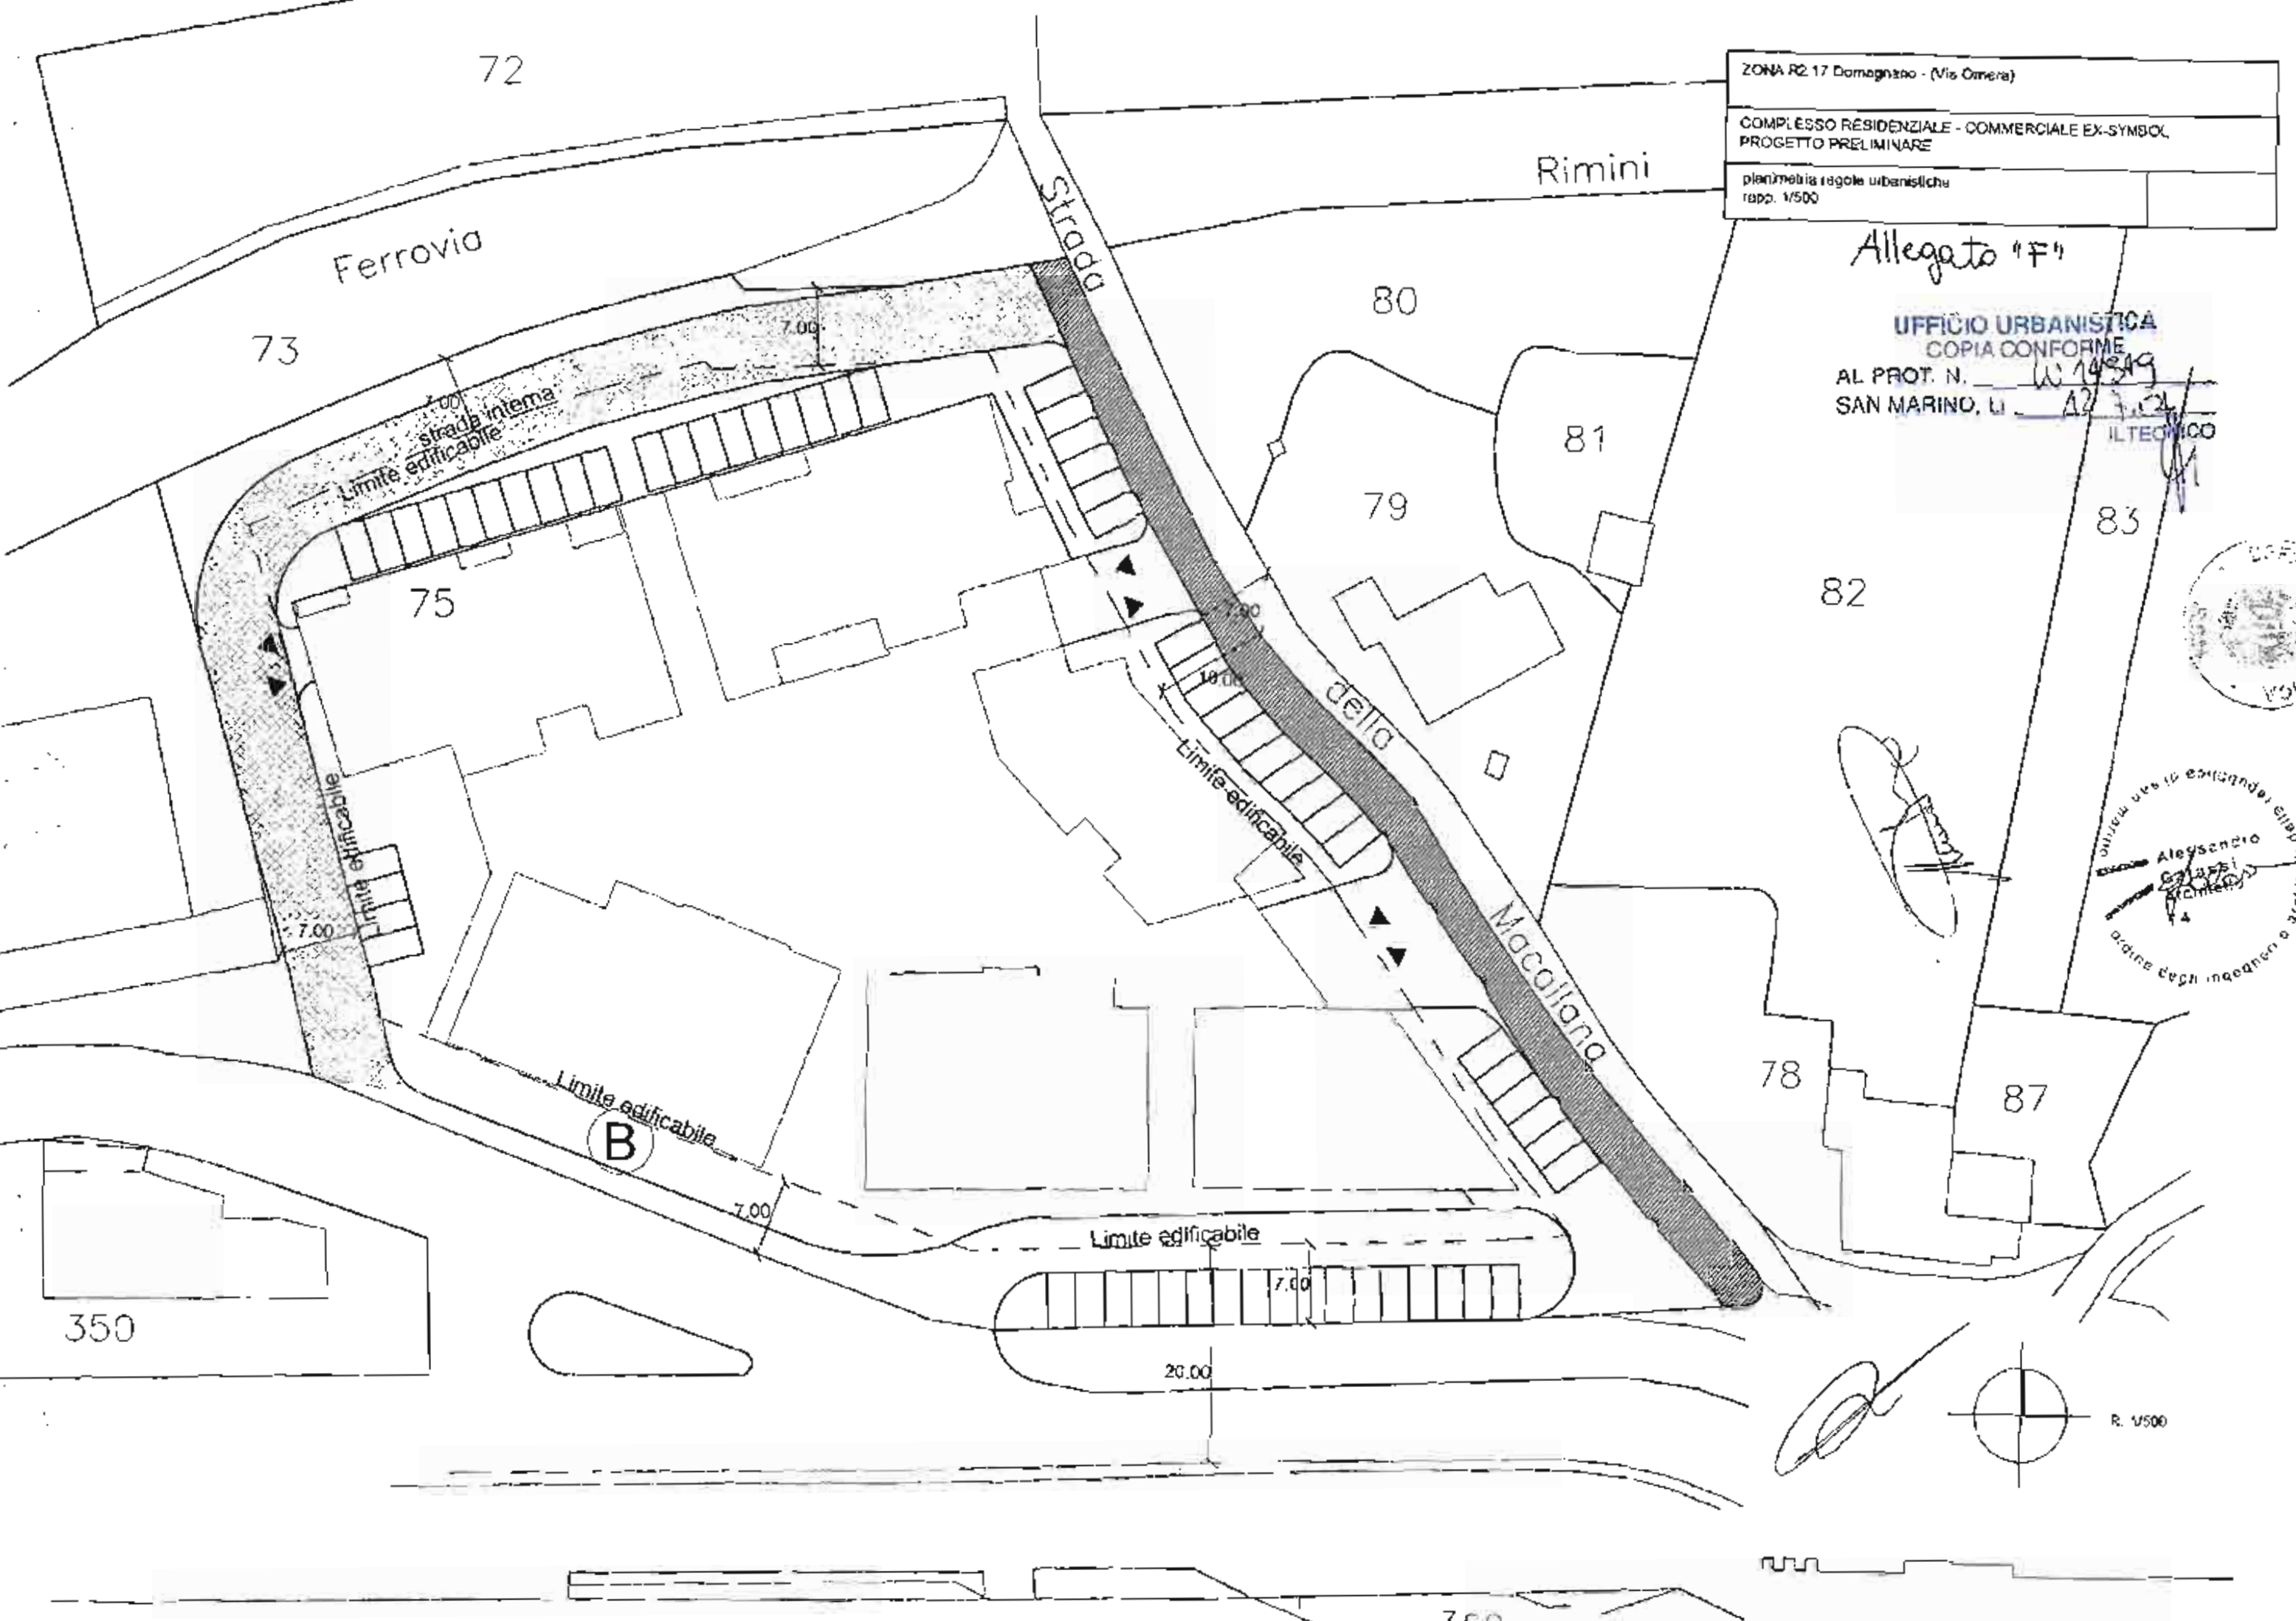 72
ZONA R2 17 Domagnano - (Via Omera)
COMPLESSO RESIDENZIALE - COMMERCIALE EX-SYMBOL
PROGETTO PRELIMINARE
planimetria regole urbanistiche
rapp. 1/500
Rimini
Strada
Ferrovia
Allegato "F"
80
UFFICIO URBANISTICA
COPIA CONFORME
AL PROT. N.
SAN MARINO, LI
IL TECNICO
73
7.00
7.00
strada interna
Limite edificabile
81
79
83
75
82
7.00
10.00
della
Limite edificabile
Limite edificabile
Alessandro
Architetto
7.00
Macallana
78
87
Limite edificabile
B
7.00
Limite edificabile
7.00
350
20.00
R. 1/500